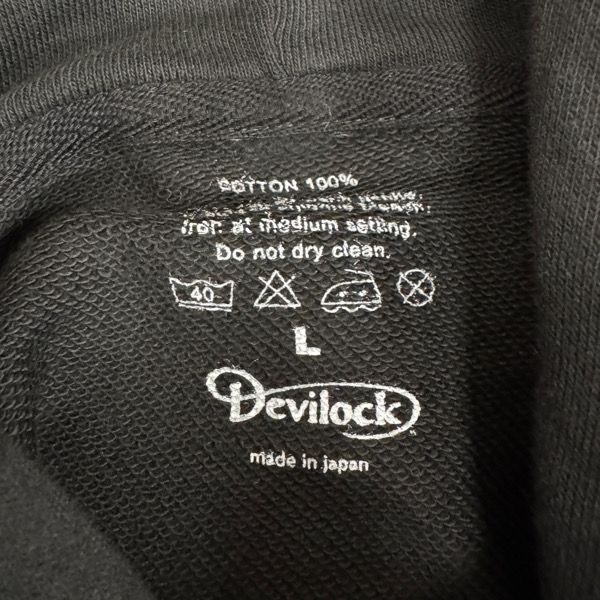 COTTON 100%
Iron at medium setting.
Do not dry clean.
40
L
Devilock
made in japan